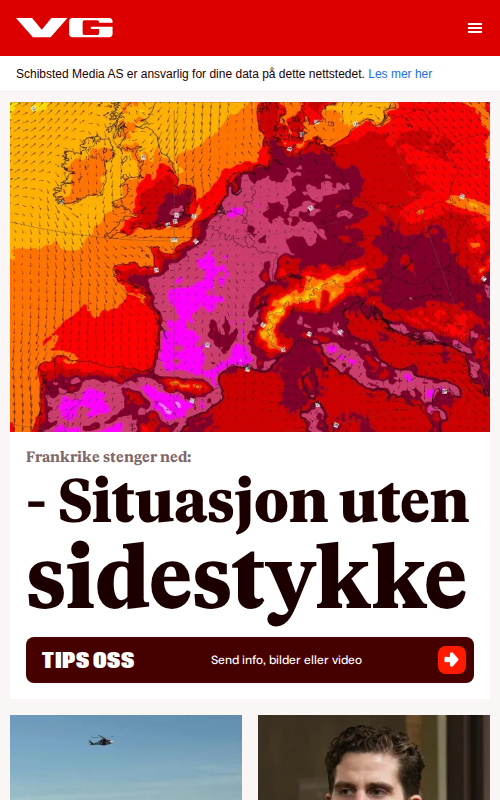 VG
Schibsted Media AS er ansvarlig for dine data på dette nettstedet. Les mer her
Frankrike stenger ned:
- Situasjon uten
sidestykke
TIPS OSS
Send info, bilder eller video